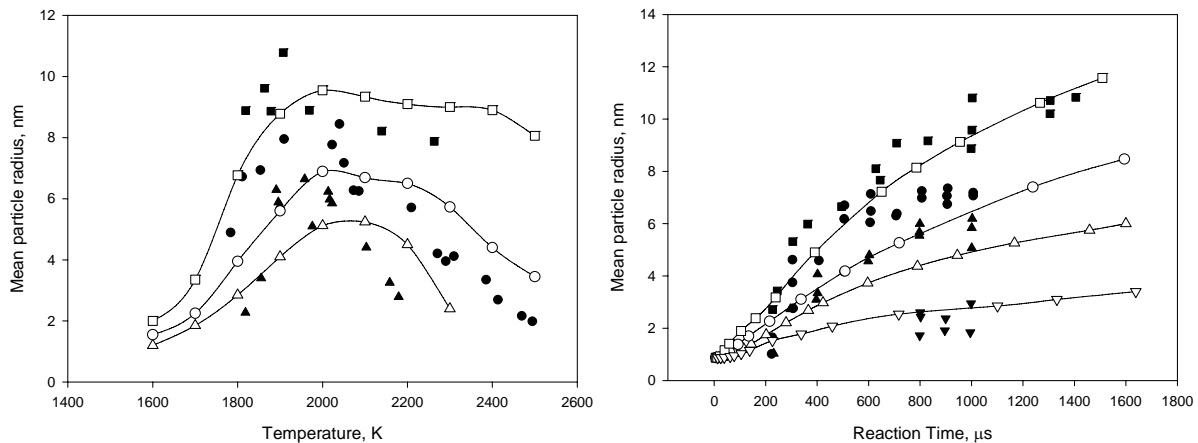 12
10
8
6
4
2
0
Mean particle radius, nm
1400 1600 1800 2000 2200 2400 2600
Temperature, K
14
12
10
8
6
4
2
0
Mean particle radius, nm
0 200 400 600 800 1000 1200 1400 1600 1800
Reaction Time, μs